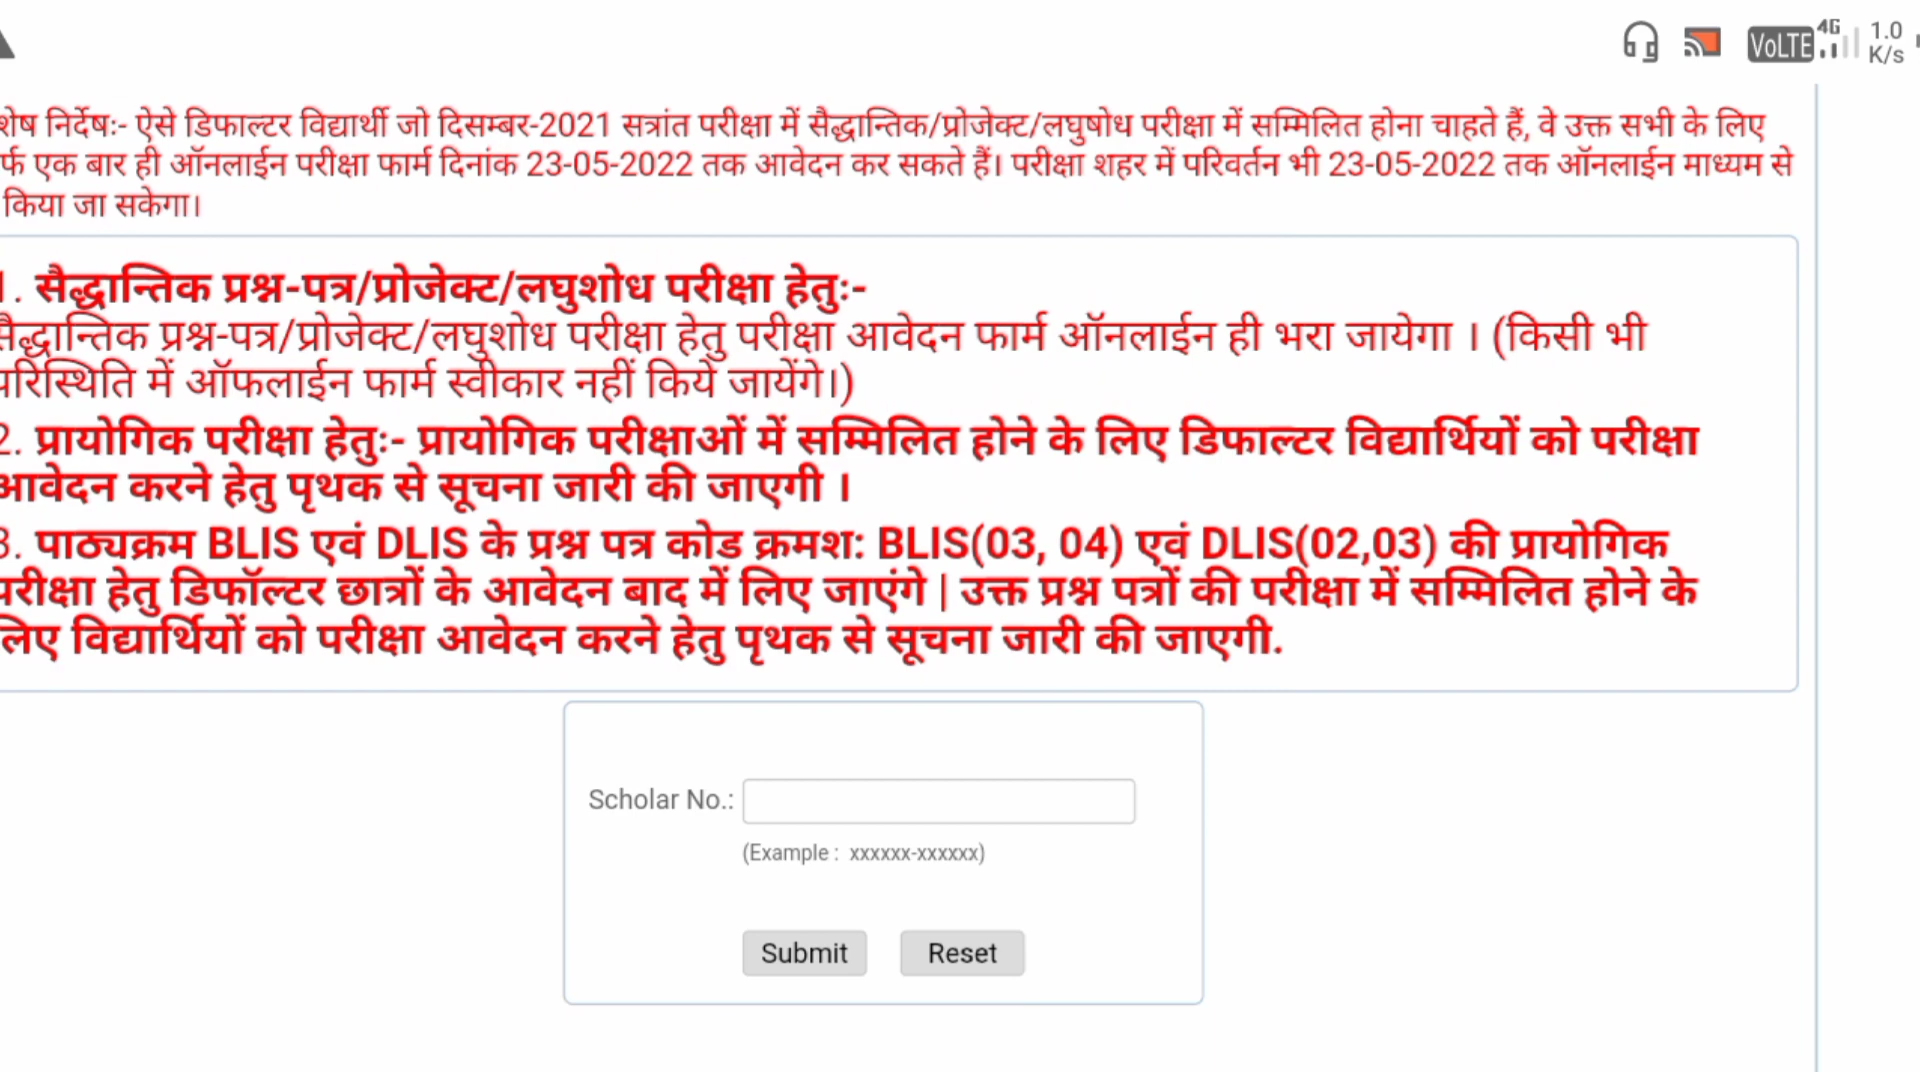 4G
VoLTE
1.0
K/s
निर्देषः- ऐसे डिफाल्टर विद्यार्थी जो दिसम्बर-2021 सत्रांत परीक्षा में सैद्धान्तिक/प्रोजेक्ट/लघुषोध परीक्षा में सम्मिलित होना चाहते हैं, वे उक्त सभी के लिए
एक बार ही ऑनलाईन परीक्षा फार्म दिनांक 23-05-2022 तक आवेदन कर सकते हैं। परीक्षा शहर में परिवर्तन भी 23-05-2022 तक ऑनलाईन माध्यम से
किया जा सकेगा।
1. सैद्धान्तिक प्रश्न-पत्र/प्रोजेक्ट/लघुशोध परीक्षा हेतुः-
सैद्धान्तिक प्रश्न-पत्र/प्रोजेक्ट/लघुशोध परीक्षा हेतु परीक्षा आवेदन फार्म ऑनलाईन ही भरा जायेगा । (किसी भी
परिस्थिति में ऑफलाईन फार्म स्वीकार नहीं किये जायेंगे।)
2. प्रायोगिक परीक्षा हेतुः- प्रायोगिक परीक्षाओं में सम्मिलित होने के लिए डिफाल्टर विद्यार्थियों को परीक्षा
आवेदन करने हेतु पृथक से सूचना जारी की जाएगी ।
3. पाठ्यक्रम BLIS एवं DLIS के प्रश्न पत्र कोड क्रमश: BLIS(03, 04) एवं DLIS(02,03) की प्रायोगिक
परीक्षा हेतु डिफॉल्टर छात्रों के आवेदन बाद में लिए जाएंगे | उक्त प्रश्न पत्रों की परीक्षा में सम्मिलित होने के
लिए विद्यार्थियों को परीक्षा आवेदन करने हेतु पृथक से सूचना जारी की जाएगी.
Scholar No.:
(Example : xxxxxx-xxxxxx)
Submit Reset